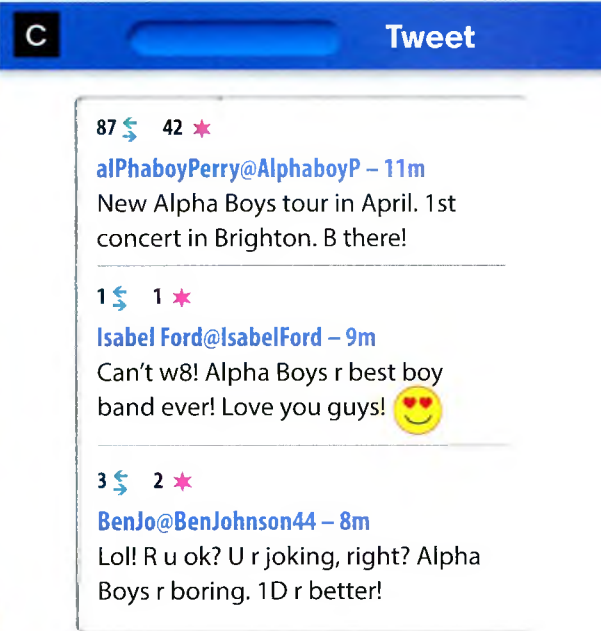 C
Tweet
87 42
alPhaboyPerry@AlphaboyP – 11m
New Alpha Boys tour in April. 1st
concert in Brighton. B there!
1 1
Isabel Ford@IsabelFord – 9m
Can't w8! Alpha Boys r best boy
band ever! Love you guys!
3 2
BenJo@BenJohnson44 – 8m
Lol! R u ok? U r joking, right? Alpha
Boys r boring. 1D r better!